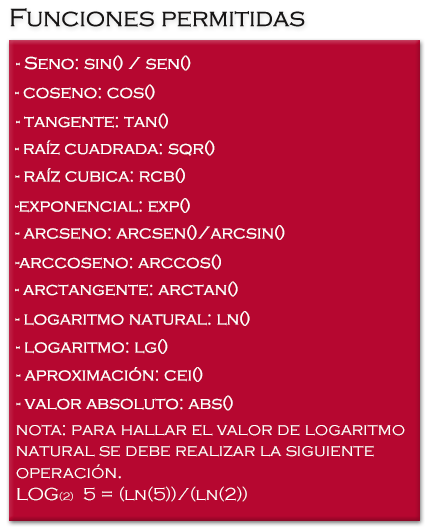 Funciones permitidas
- Seno: sin() / sen()
- coseno: cos()
- tangente: tan()
- raíz cuadrada: sqr()
- raíz cubica: rcb()
-exponencial: exp()
- arcseno: arcsen()/arcsin()
-arccoseno: arccos()
- arctangente: arctan()
- logaritmo natural: ln()
- logaritmo: lg()
- aproximación: cei()
- valor absoluto: abs()
nota: para hallar el valor de logaritmo
natural se debe realizar la siguiente
operación.
LOG(2) 5 = (ln(5))/(ln(2))